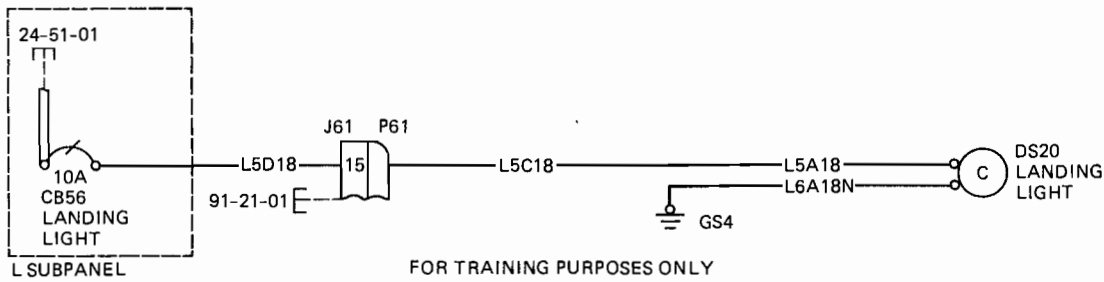 24-51-01
10A
CB56
LANDING
LIGHT
L SUBPANEL
L5D18
91-21-01
J61
P61
15
L5C18
L5A18
L6A18N
GS4
C
DS20
LANDING
LIGHT
FOR TRAINING PURPOSES ONLY